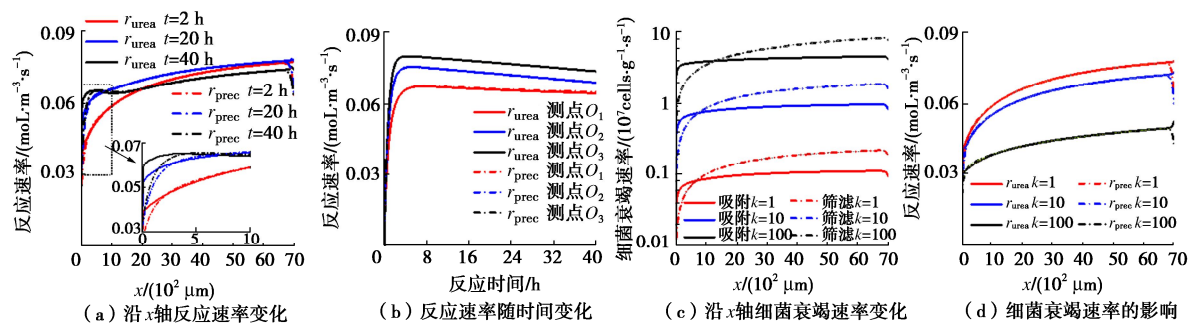 0.09
0.06
0.03
反应速率/(moL·m⁻³·s⁻¹)
r_urea t=2 h
r_urea t=20 h
r_urea t=40 h
r_prec t=2 h
r_prec t=20 h
r_prec t=40 h
0.07
0.05
0.03
0 5 10
0 10 20 30 40 50 60 70
x/(10² μm)
(a)沿x轴反应速率变化
0.09
0.06
0.03
反应速率/(moL·m⁻³·s⁻¹)
r_urea 测点O₁
r_urea 测点O₂
r_urea 测点O₃
r_prec 测点O₁
r_prec 测点O₂
r_prec 测点O₃
0 8 16 24 32 40
反应时间/h
(b)反应速率随时间变化
10
1
0.1
0.01
细菌衰竭速率/(10⁷cells·g⁻¹·s⁻¹)
吸附k=1 筛滤k=1
吸附k=10 筛滤k=10
吸附k=100 筛滤k=100
0 10 20 30 40 50 60 70
x/(10² μm)
(c)沿x轴细菌衰竭速率变化
0.09
0.06
0.03
反应速率/(moL·m⁻³·s⁻¹)
r_urea k=1 r_prec k=1
r_urea k=10 r_prec k=10
r_urea k=100 r_prec k=100
0 10 20 30 40 50 60 70
x/(10² μm)
(d)细菌衰竭速率的影响